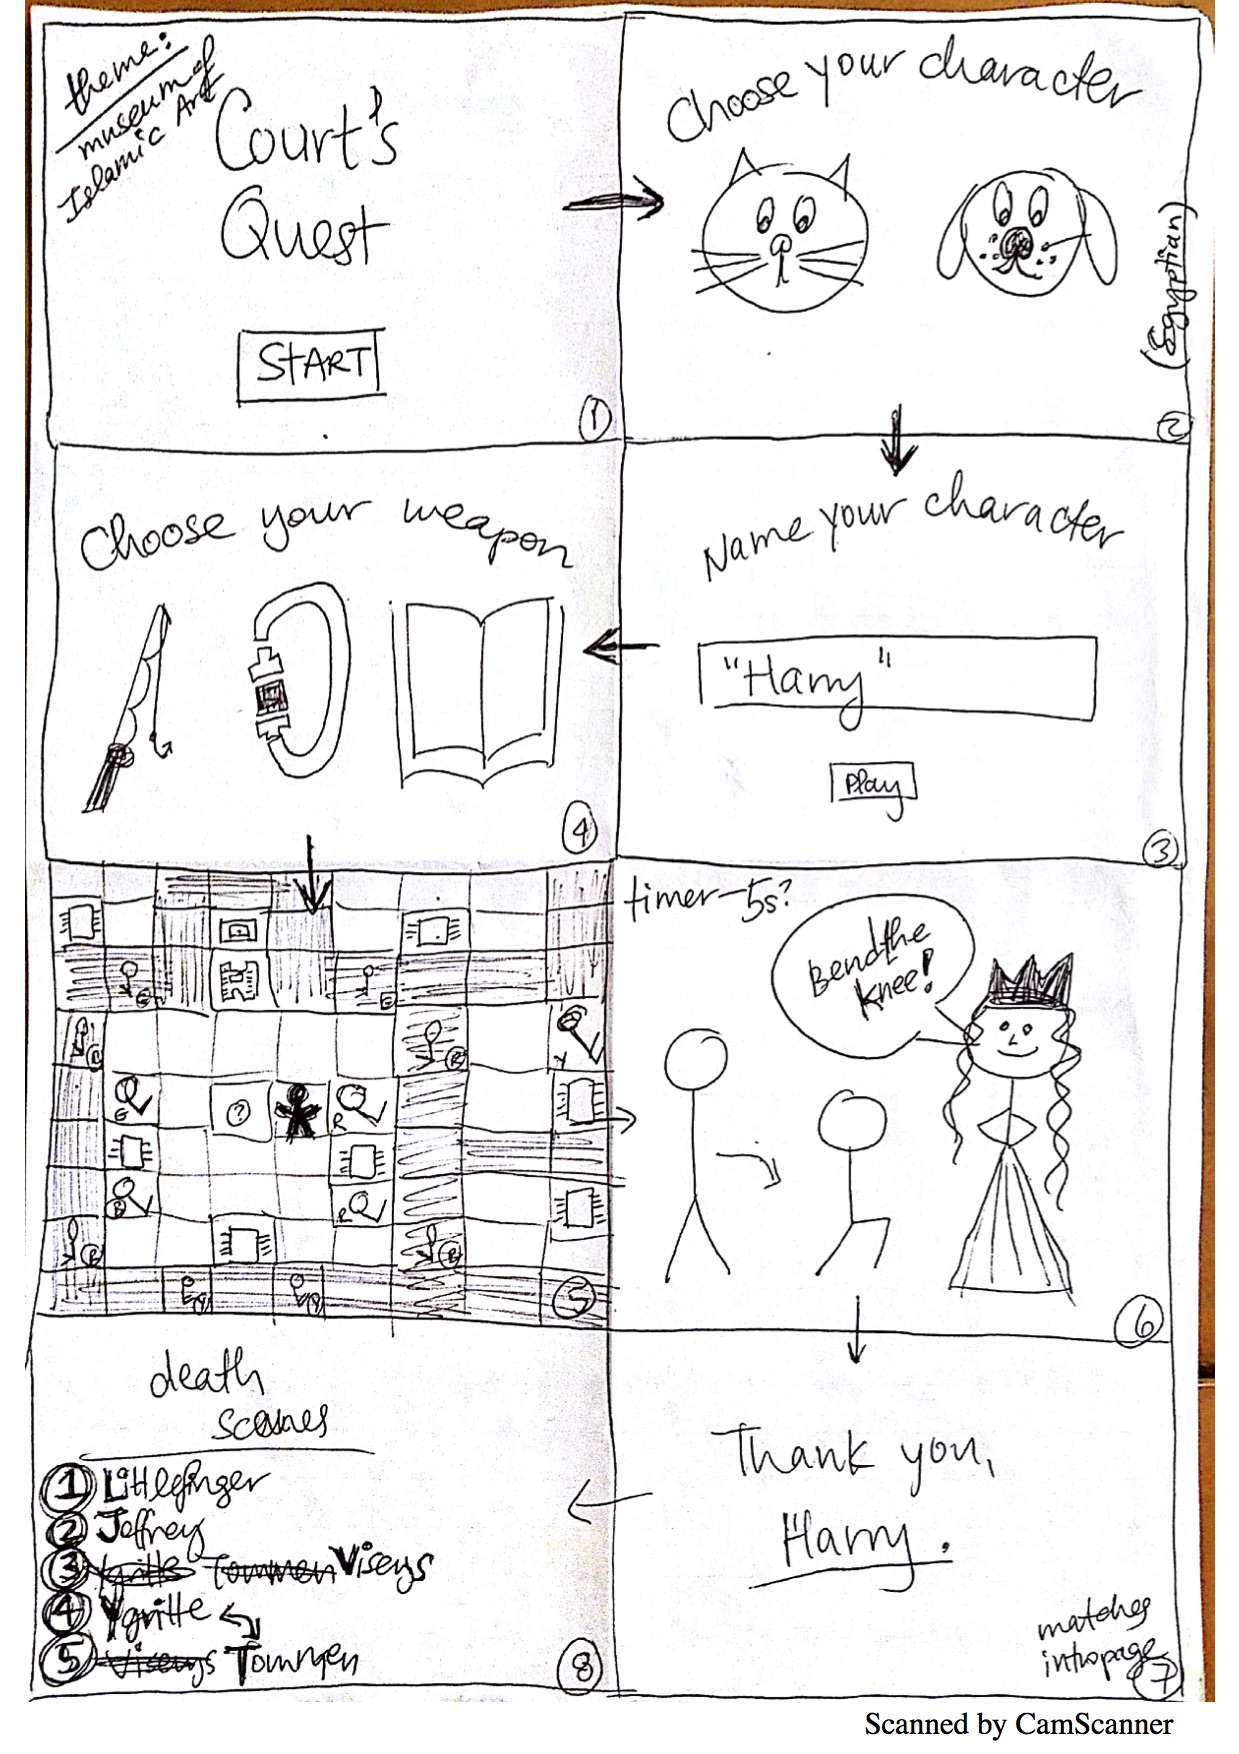 theme:
museum of
Islamic Art
Court's
Quest
START
1
Choose your character
(Egyptian)
2
Name your character
"Harry"
Play
3
Choose your weapon
4
?
G
G
B
R
Y
G
R
B
R
B
B
5
timer-5s?
Bend the
knee!
6
Thank you,
Harry.
matches
intropage
7
death
scenes
1 Littlefinger
2 Joffrey
3 Ygritte Tommen Viserys
4 Ygritte
5 Viserys Tommen
8
Scanned by CamScanner